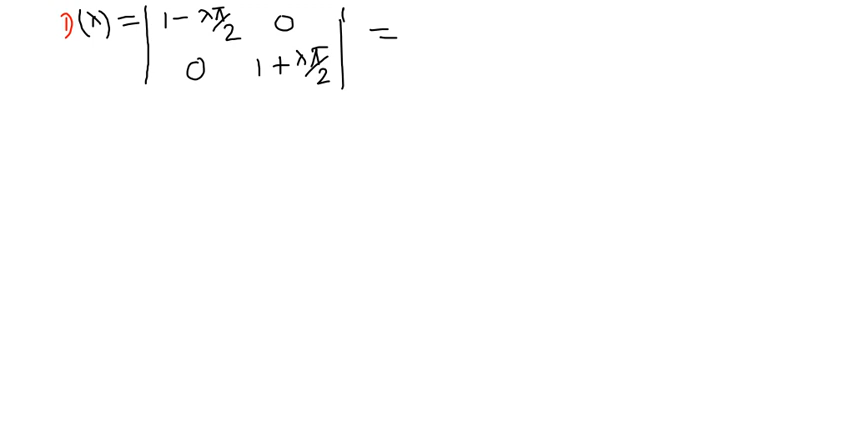 D(λ) = | 1 - λπ/2   0 | =
| 0   1 + λπ/2 |